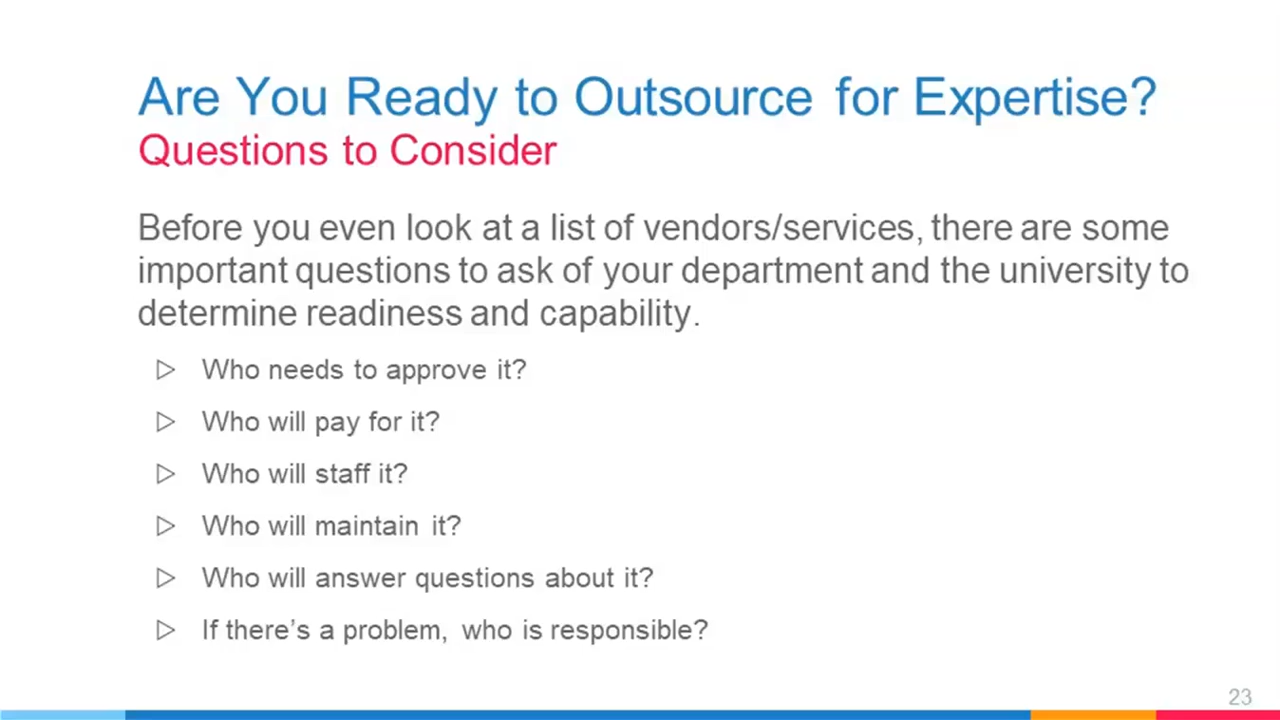 Are You Ready to Outsource for Expertise?
Questions to Consider
Before you even look at a list of vendors/services, there are some
important questions to ask of your department and the university to
determine readiness and capability.
Who needs to approve it?
Who will pay for it?
Who will staff it?
Who will maintain it?
Who will answer questions about it?
If there’s a problem, who is responsible?
23